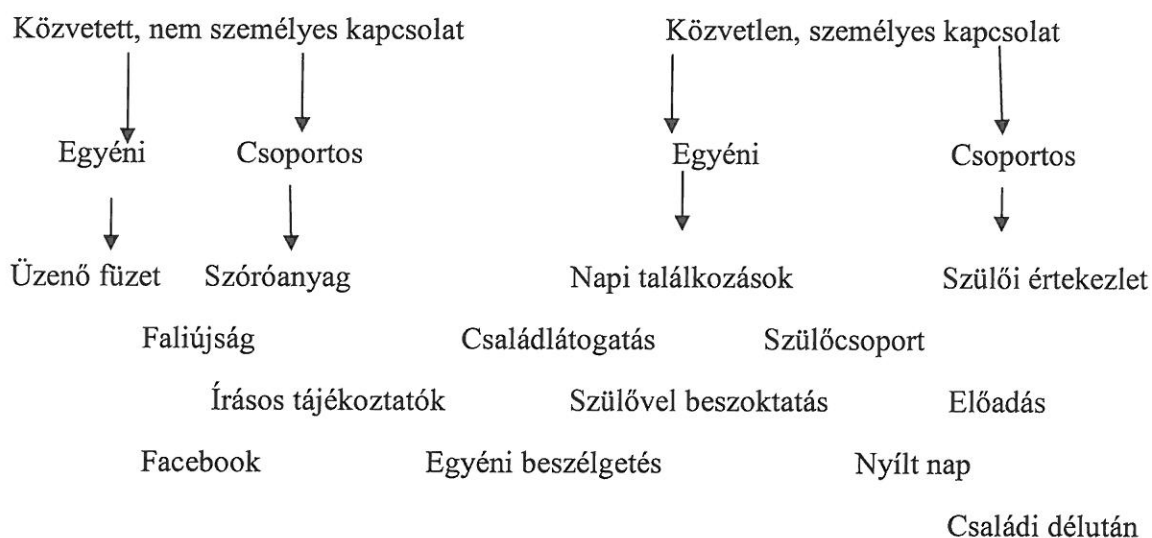 Közvetett, nem személyes kapcsolat Közvetlen, személyes kapcsolat
Egyéni Csoportos Egyéni Csoportos
Üzenő füzet Szóróanyag Napi találkozások Szülői értekezlet
Faliújság Családlátogatás Szülőcsoport
Írásos tájékoztatók Szülővel beszoktatás Előadás
Facebook Egyéni beszélgetés Nyílt nap
Családi délután